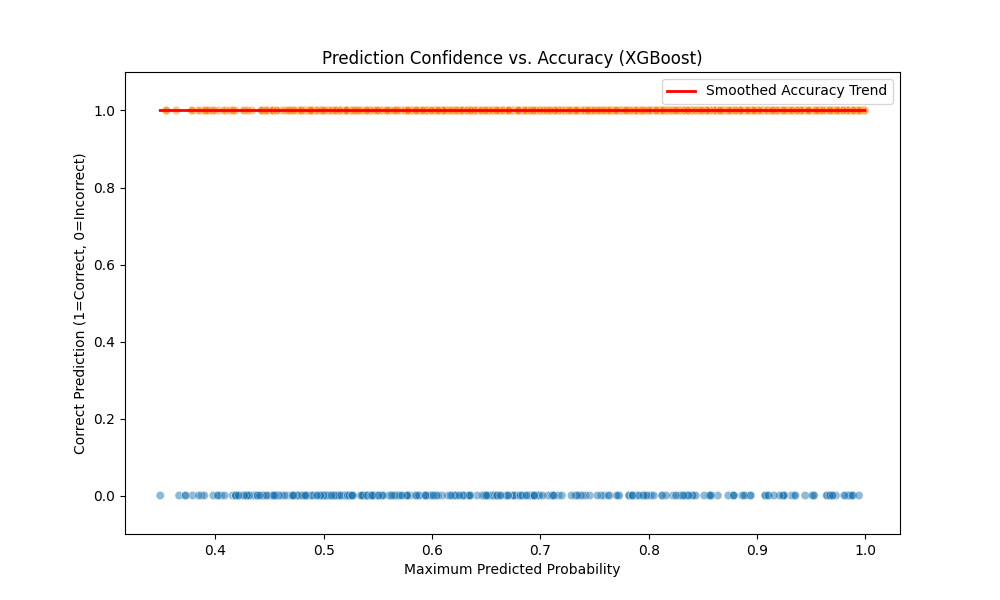 Prediction Confidence vs. Accuracy (XGBoost)
Smoothed Accuracy Trend
Correct Prediction (1=Correct, 0=Incorrect)
1.0
0.8
0.6
0.4
0.2
0.0
0.4 0.5 0.6 0.7 0.8 0.9 1.0
Maximum Predicted Probability